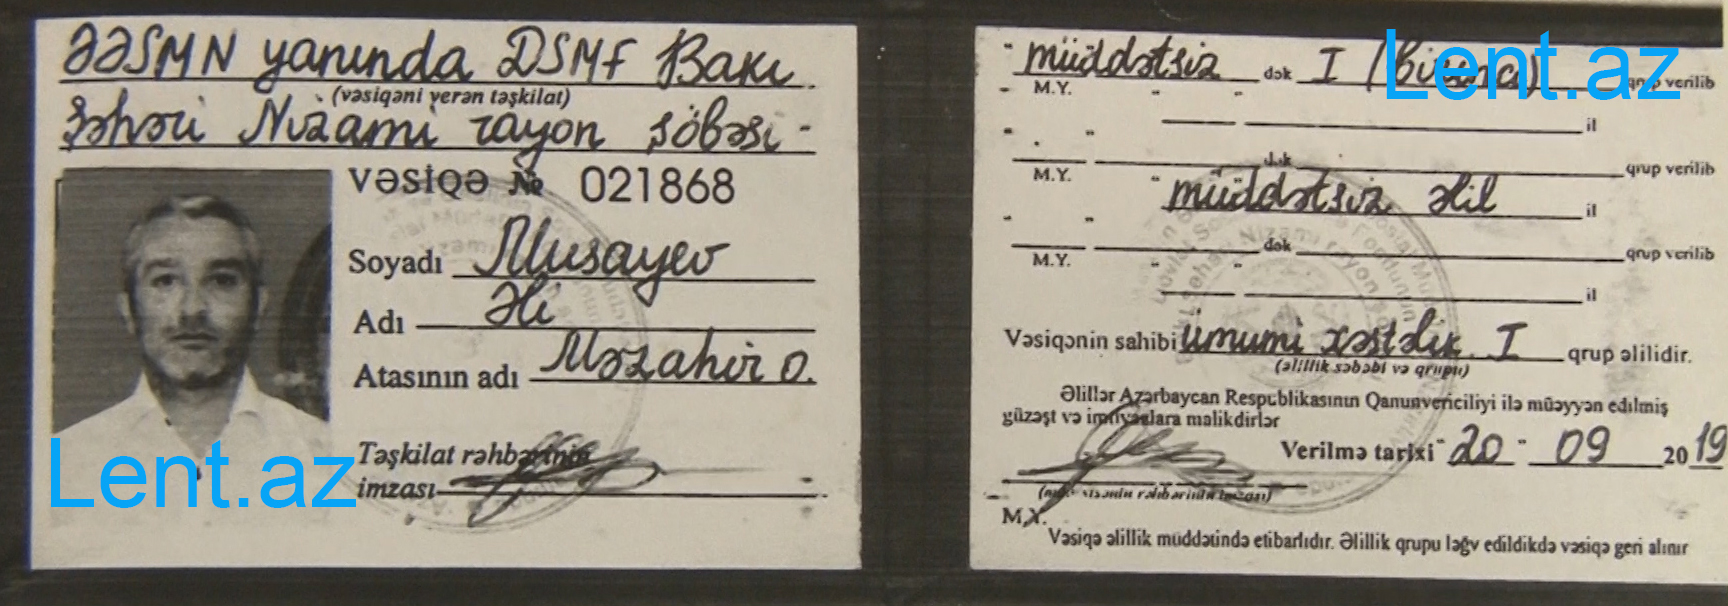 ƏƏSMN yanında DSMF Bakı
(vəsiqəni verən təşkilat)
Şəhəri Nizami rayon şöbəsi -
VƏSİQƏ № 021868
Soyadı Musayev
Adı Əli
Atasının adı Məzahir o.
Təşkilat rəhbərinin
imzası
Lent.az
" müddətsiz dək I (Birinci) qrup verilib
M.Y.
il
dək qrup verilib
M.Y.
" müddətsiz əlil il
dək qrup verilib
M.Y.
il
Vəsiqənin sahibi ümumi xəstəlik I qrup əlilidir.
(əlillik səbəbi və qrupu)
Əlillər Azərbaycan Respublikasının Qanunvericiliyi ilə müəyyən edilmiş
güzəşt və imtiyazlara malikdirlər
Verilmə tarixi " 20 " 09 2019
M.Y.
Vəsiqə əlillik müddətində etibarlıdır. Əlillik qrupu ləğv edildikdə vəsiqə geri alınır
Lent.az